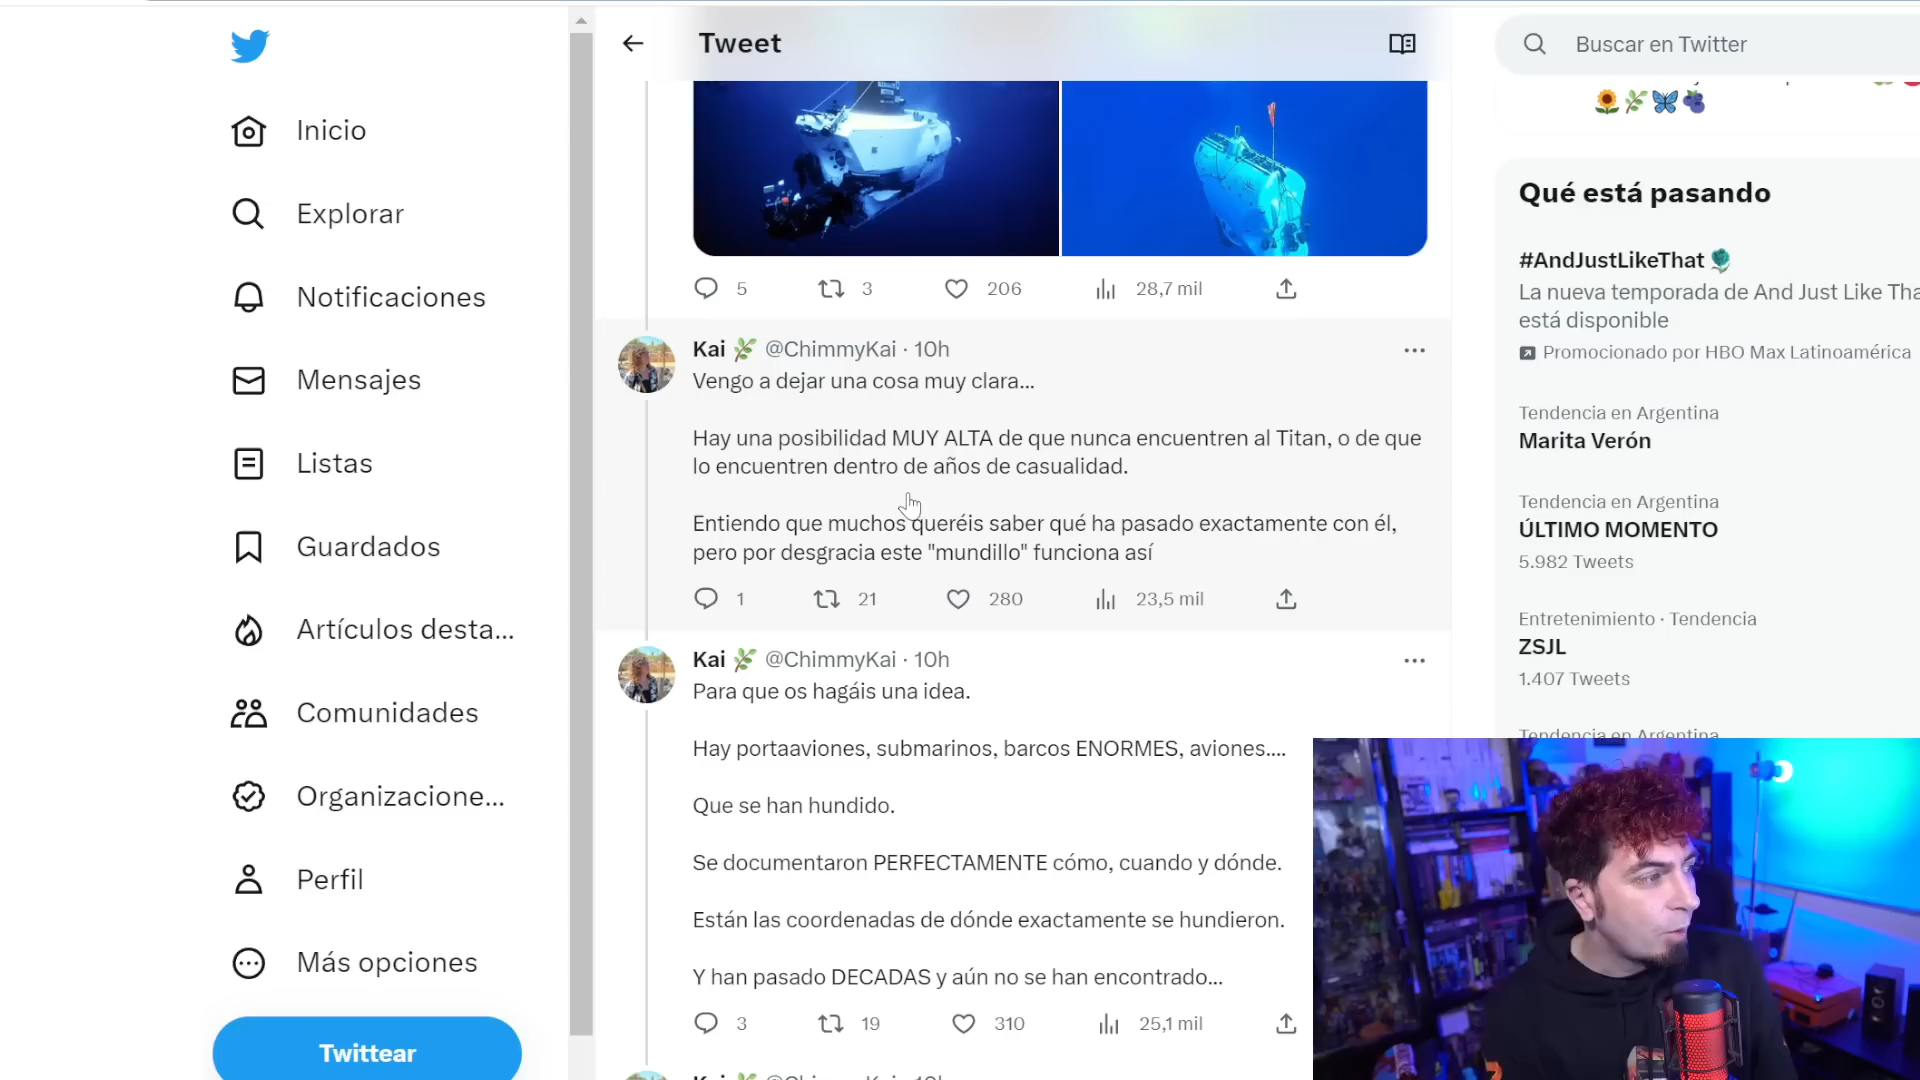 Tweet
Buscar en Twitter
Inicio
Explorar
Notificaciones
Mensajes
Listas
Guardados
Artículos desta...
Comunidades
Organizacione...
Perfil
Más opciones
Twittear
5 3 206 28,7 mil
Kai 🌿 @ChimmyKai · 10h
Vengo a dejar una cosa muy clara...
Hay una posibilidad MUY ALTA de que nunca encuentren al Titan, o de que
lo encuentren dentro de años de casualidad.
Entiendo que muchos queréis saber qué ha pasado exactamente con él,
pero por desgracia este "mundillo" funciona así
1 21 280 23,5 mil
Kai 🌿 @ChimmyKai · 10h
Para que os hagáis una idea.
Hay portaaviones, submarinos, barcos ENORMES, aviones....
Que se han hundido.
Se documentaron PERFECTAMENTE cómo, cuando y dónde.
Están las coordenadas de dónde exactamente se hundieron.
Y han pasado DECADAS y aún no se han encontrado...
3 19 310 25,1 mil
Kai 🌿 @ChimmyKai · 10h
🌻🌿🦋🫐
Qué está pasando
#AndJustLikeThat
La nueva temporada de And Just Like Tha
está disponible
Promocionado por HBO Max Latinoamérica
Tendencia en Argentina
Marita Verón
Tendencia en Argentina
ÚLTIMO MOMENTO
5.982 Tweets
Entretenimiento · Tendencia
ZSJL
1.407 Tweets
Tendencia en Argentina